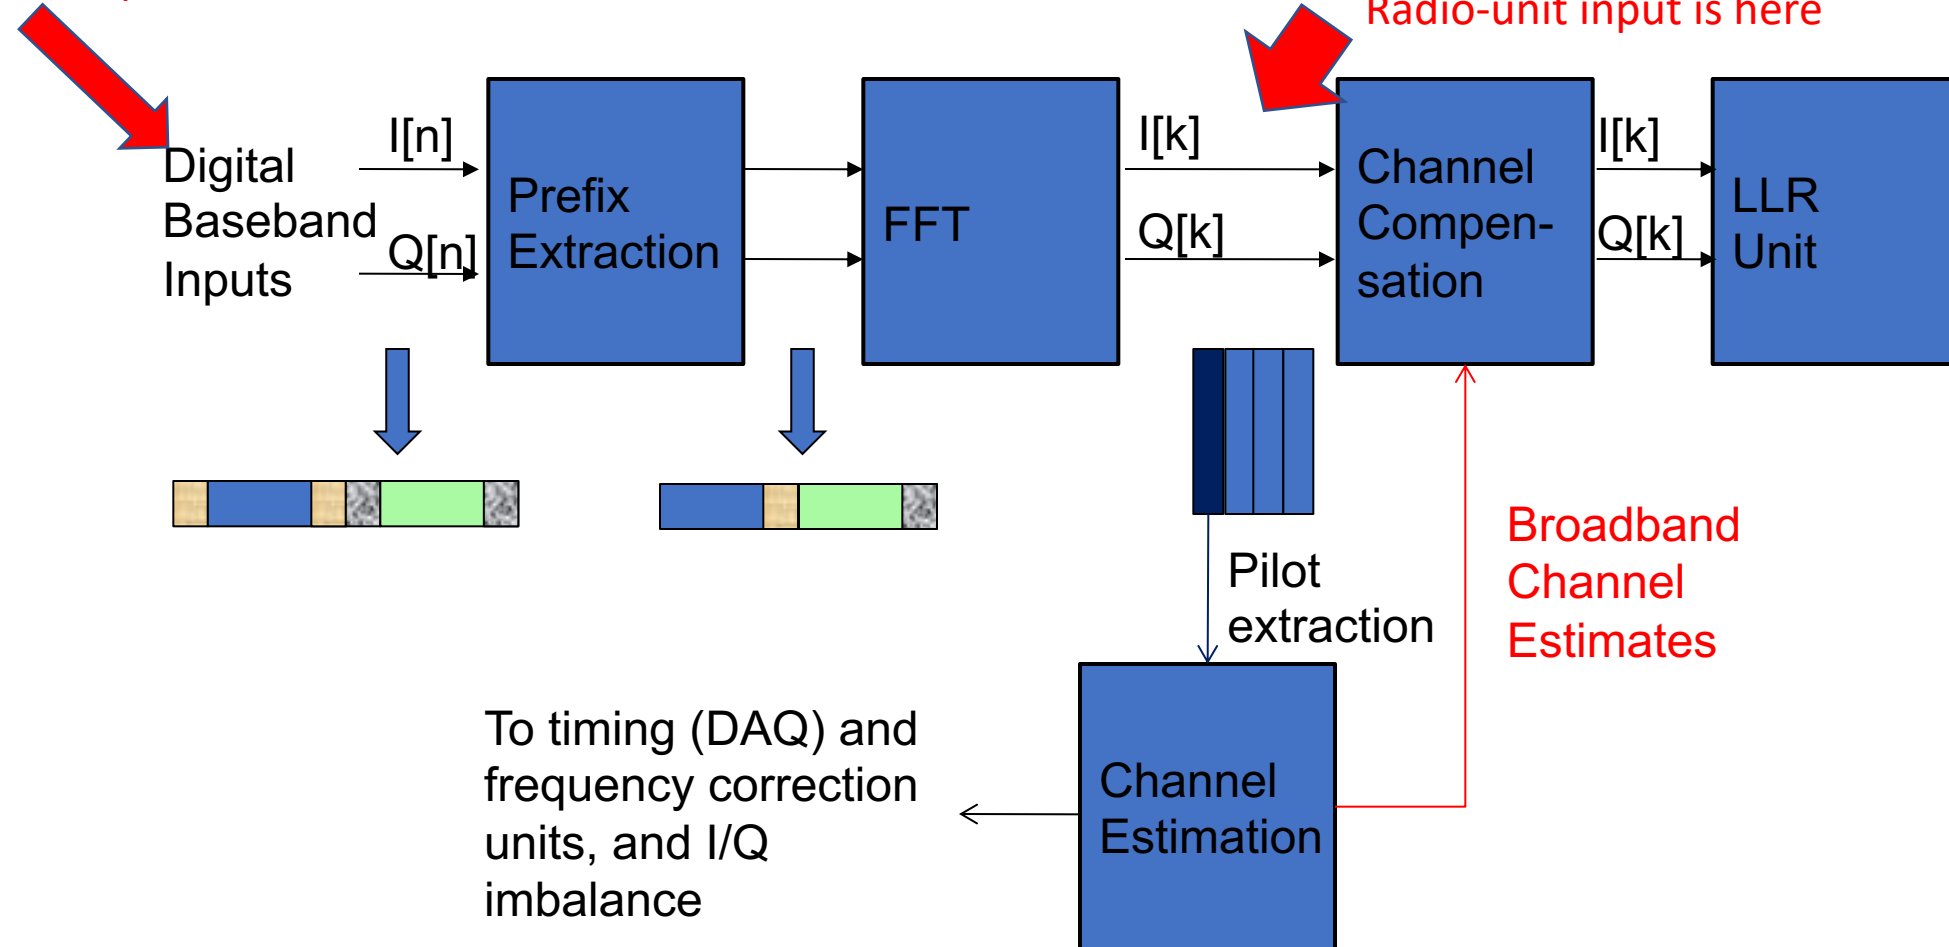 Radio-unit input is here
I[n]
Q[n]
Digital
Baseband
Inputs
Prefix
Extraction
FFT
I[k]
Q[k]
Channel
Compen-
sation
I[k]
Q[k]
LLR
Unit
Pilot
extraction
Broadband
Channel
Estimates
To timing (DAQ) and
frequency correction
units, and I/Q
imbalance
Channel
Estimation